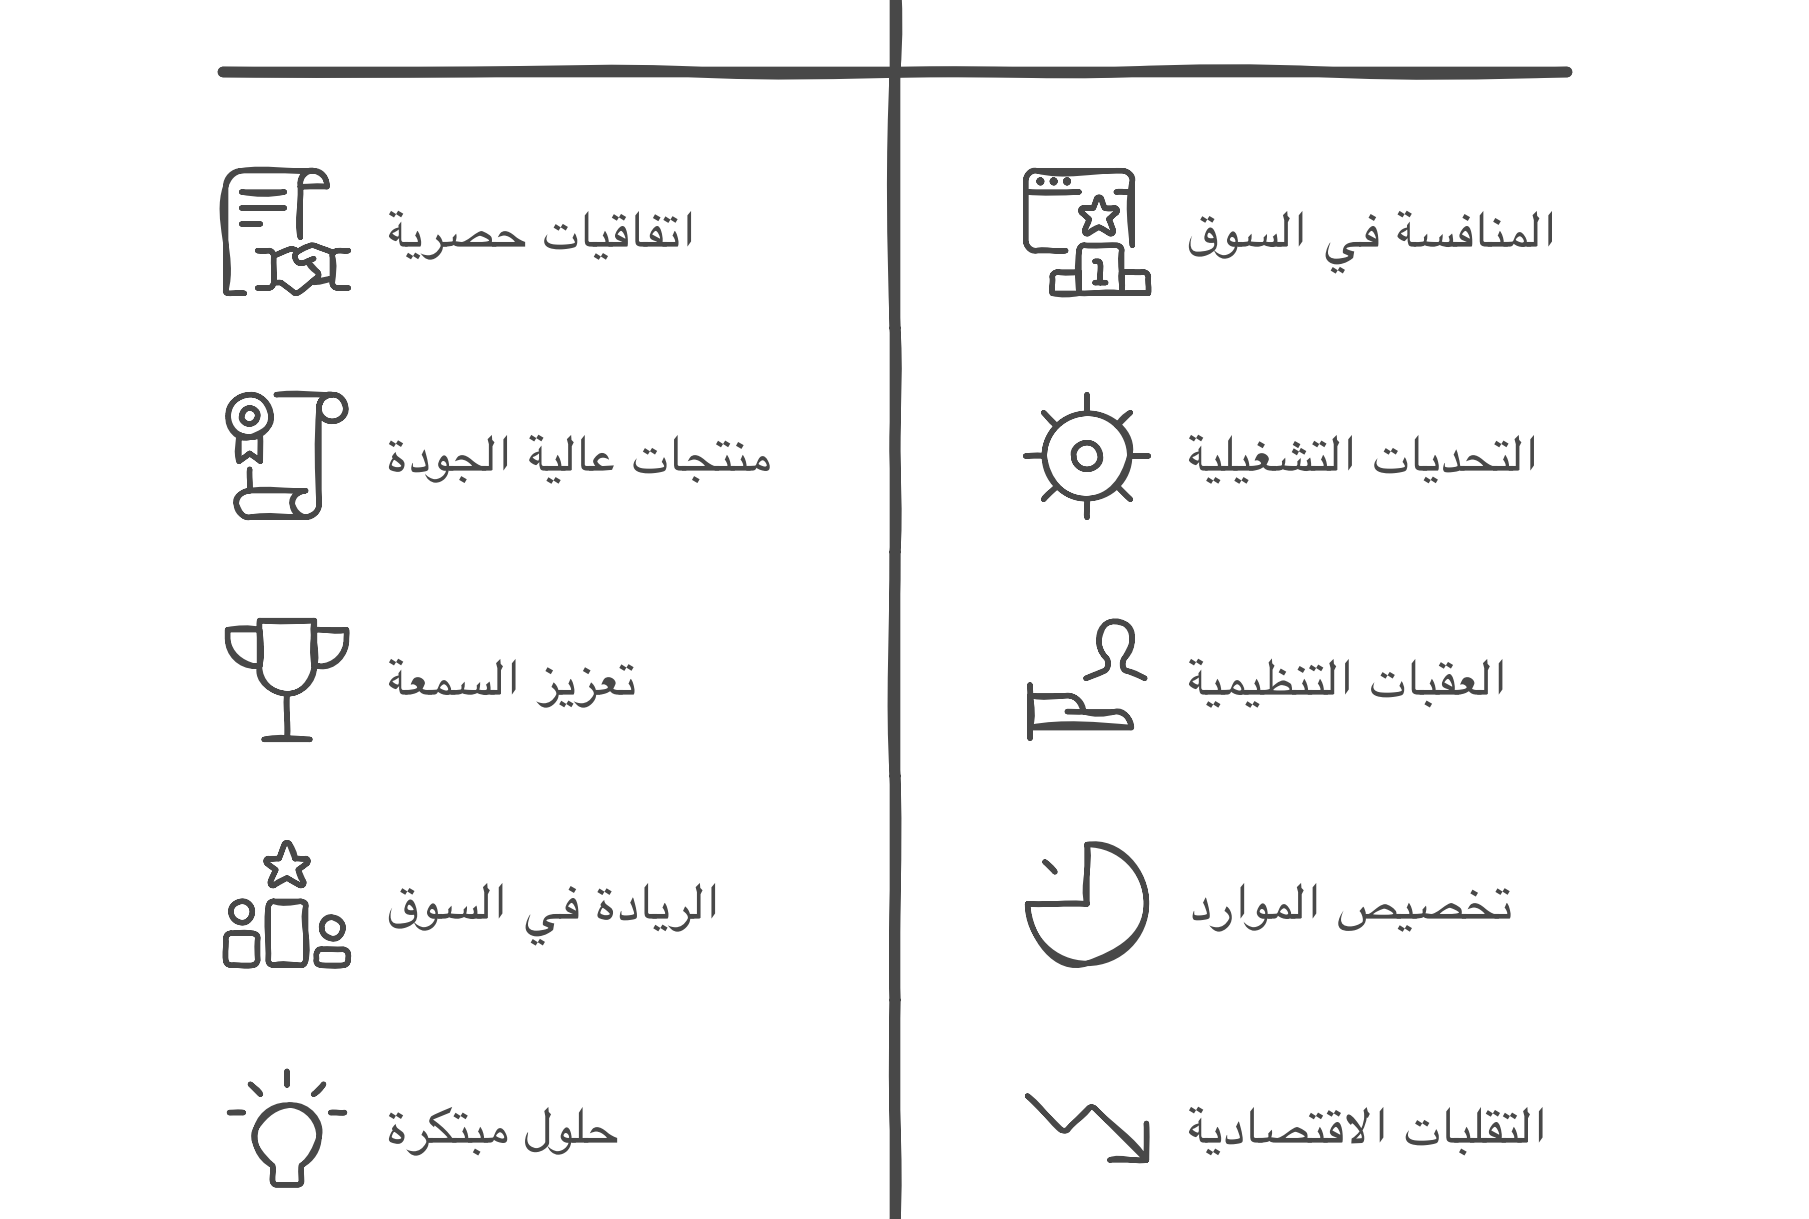 المنافسة في السوق
التحديات التشغيلية
العقبات التنظيمية
تخصيص الموارد
التقلبات الاقتصادية
اتفاقيات حصرية
منتجات عالية الجودة
تعزيز السمعة
الريادة في السوق
حلول مبتكرة
1